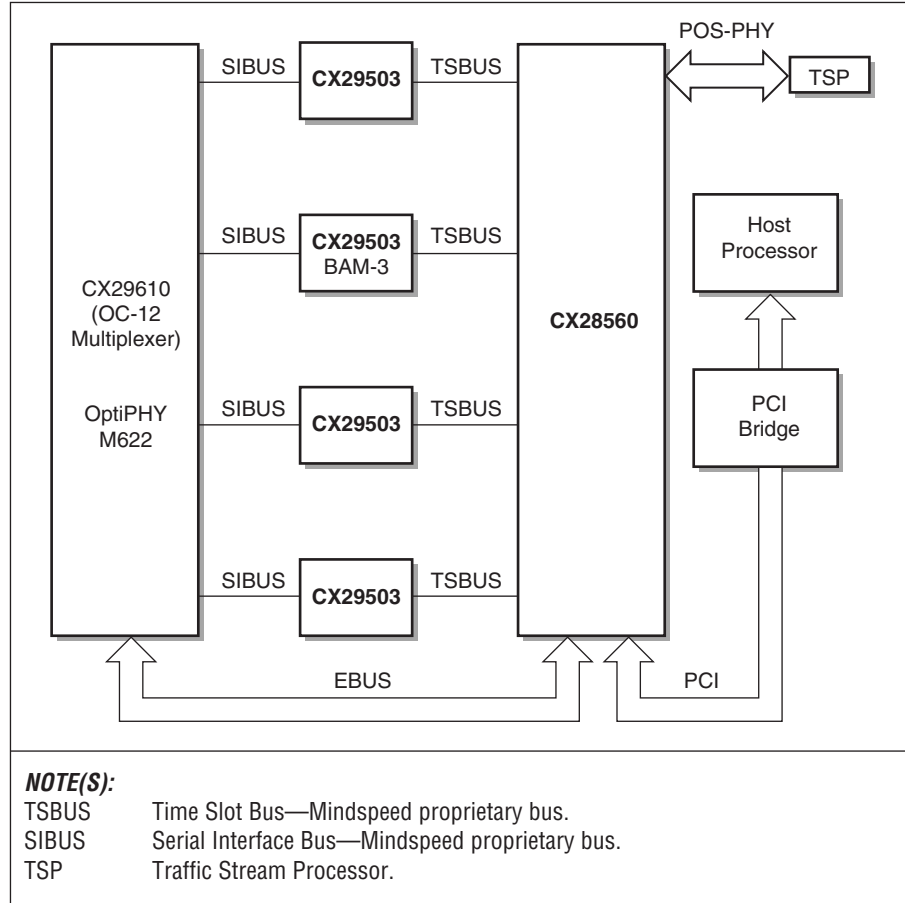 POS-PHY
SIBUS
CX29503
TSBUS
TSP
SIBUS
CX29503
BAM-3
TSBUS
Host
Processor
CX29610
(OC-12
Multiplexer)
OptiPHY
M622
CX28560
SIBUS
CX29503
TSBUS
PCI
Bridge
SIBUS
CX29503
TSBUS
EBUS
PCI
NOTE(S):
TSBUS Time Slot Bus—Mindspeed proprietary bus.
SIBUS Serial Interface Bus—Mindspeed proprietary bus.
TSP Traffic Stream Processor.